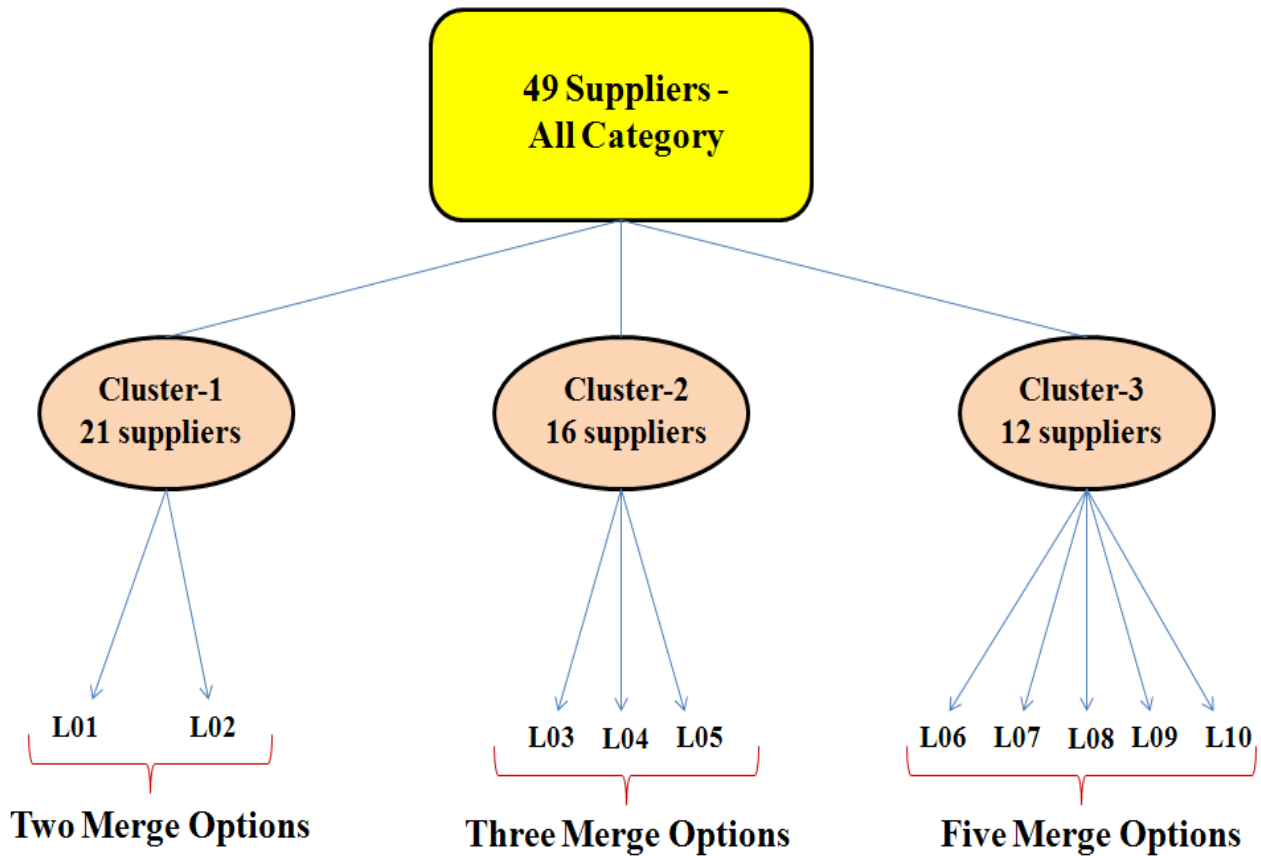 49 Suppliers -
All Category
Cluster-1
21 suppliers
Cluster-2
16 suppliers
Cluster-3
12 suppliers
L01 L02
L03 L04 L05
L06 L07 L08 L09 L10
Two Merge Options
Three Merge Options
Five Merge Options